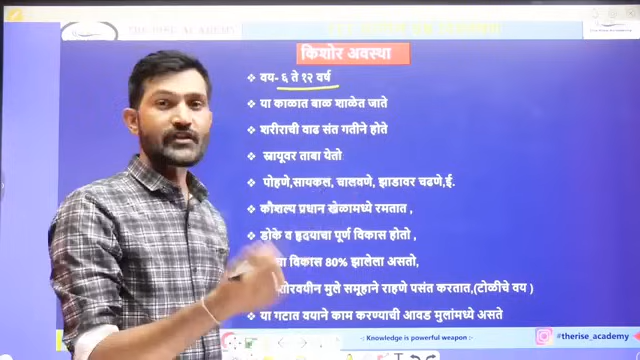 THE RISE ACADEMY
किशोर अवस्था
❖ वय- ६ ते १२ वर्ष
❖ या काळात बाळ शाळेत जाते
❖ शरीराची वाढ संत गतीने होते
❖ स्नायूवर ताबा येतो
❖ पोहणे,सायकल, चालवणे, झाडावर चढणे,ई.
❖ कौशल्य प्रधान खेळामध्ये रमतात ,
❖ डोके व हृदयाचा पूर्ण विकास होतो ,
विकास 80% झालेला असतो,
मुले समूहाने राहणे पसंत करतात,(टोळीचे वय )
❖ या गटात वयाने काम करण्याची आवड मुलांमध्ये असते
:- Knowledge is powerful weapon :-
#therise_academy